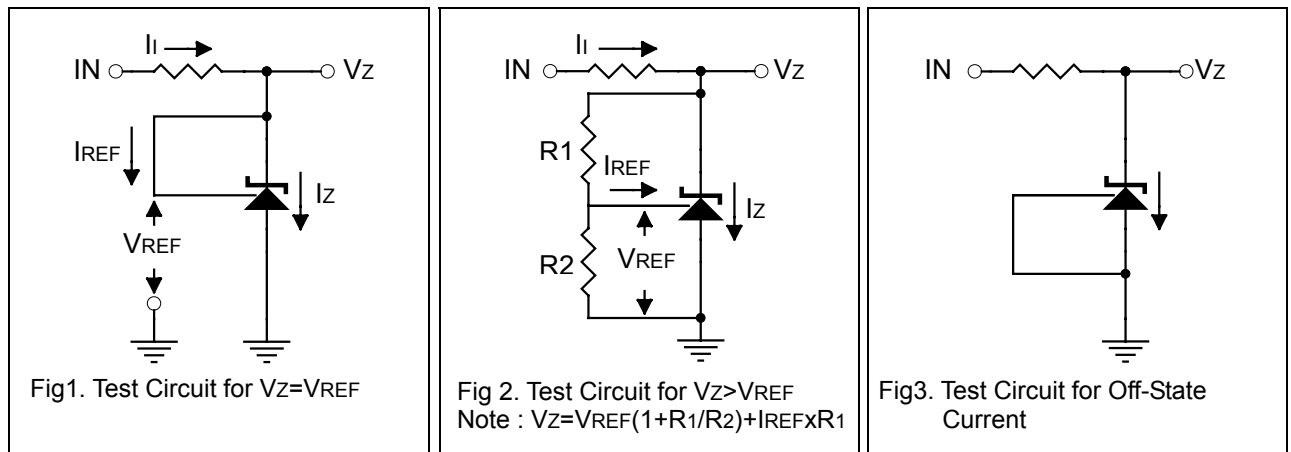 II
IN
VZ
IREF
IZ
VREF
Fig1. Test Circuit for VZ=VREF
II
IN
VZ
R1
IREF
IZ
R2
VREF
Fig 2. Test Circuit for VZ>VREF
Note : VZ=VREF(1+R1/R2)+IREFxR1
IN
VZ
Fig3. Test Circuit for Off-State
Current